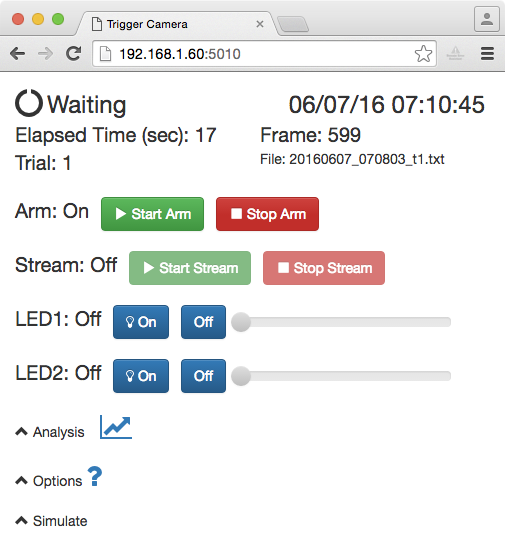 Trigger Camera
192.168.1.60:5010
Waiting 06/07/16 07:10:45
Elapsed Time (sec): 17 Frame: 599
Trial: 1 File: 20160607_070803_t1.txt
Arm: On Start Arm Stop Arm
Stream: Off Start Stream Stop Stream
LED1: Off On Off
LED2: Off On Off
Analysis
Options ?
Simulate